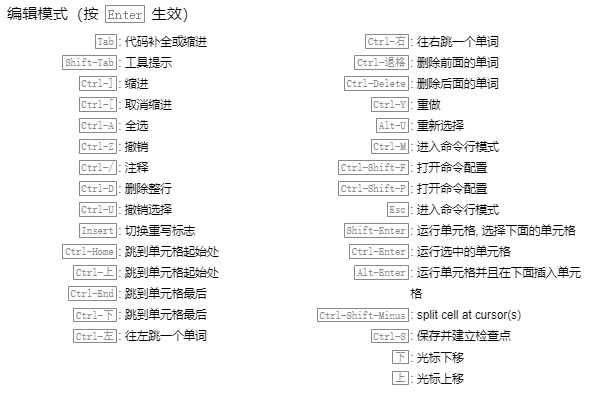 编辑模式（按 Enter 生效）
Tab : 代码补全或缩进
Shift-Tab : 工具提示
Ctrl-] : 缩进
Ctrl-[ : 取消缩进
Ctrl-A : 全选
Ctrl-Z : 撤销
Ctrl-/ : 注释
Ctrl-D : 删除整行
Ctrl-U : 撤销选择
Insert : 切换重写标志
Ctrl-Home : 跳到单元格起始处
Ctrl-上 : 跳到单元格起始处
Ctrl-End : 跳到单元格最后
Ctrl-下 : 跳到单元格最后
Ctrl-左 : 往左跳一个单词
Ctrl-右 : 往右跳一个单词
Ctrl-退格 : 删除前面的单词
Ctrl-Delete : 删除后面的单词
Ctrl-Y : 重做
Alt-U : 重新选择
Ctrl-M : 进入命令行模式
Ctrl-Shift-F : 打开命令配置
Ctrl-Shift-P : 打开命令配置
Esc : 进入命令行模式
Shift-Enter : 运行单元格, 选择下面的单元格
Ctrl-Enter : 运行选中的单元格
Alt-Enter : 运行单元格并且在下面插入单元
格
Ctrl-Shift-Minus : split cell at cursor(s)
Ctrl-S : 保存并建立检查点
下 : 光标下移
上 : 光标上移